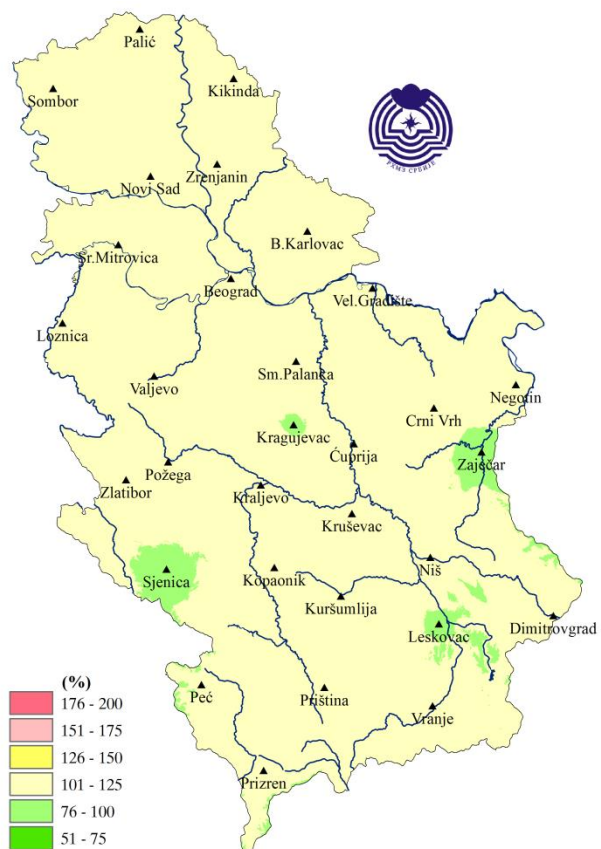 Palić
Sombor
Kikinda
Novi Sad
Zrenjanin
РХМЗ СРБИЈЕ
B.Karlovac
Sr.Mitrovica
Beograd
Vel.Gradište
Loznica
Valjevo
Sm.Palanka
Negotin
Crni Vrh
Kragujevac
Ćuprija
Zaječar
Požega
Zlatibor
Kraljevo
Kruševac
Sjenica
Kopaonik
Niš
Kuršumlija
Leskovac
Dimitrovgrad
Peć
Priština
Vranje
Prizren
(%)
176 - 200
151 - 175
126 - 150
101 - 125
76 - 100
51 - 75